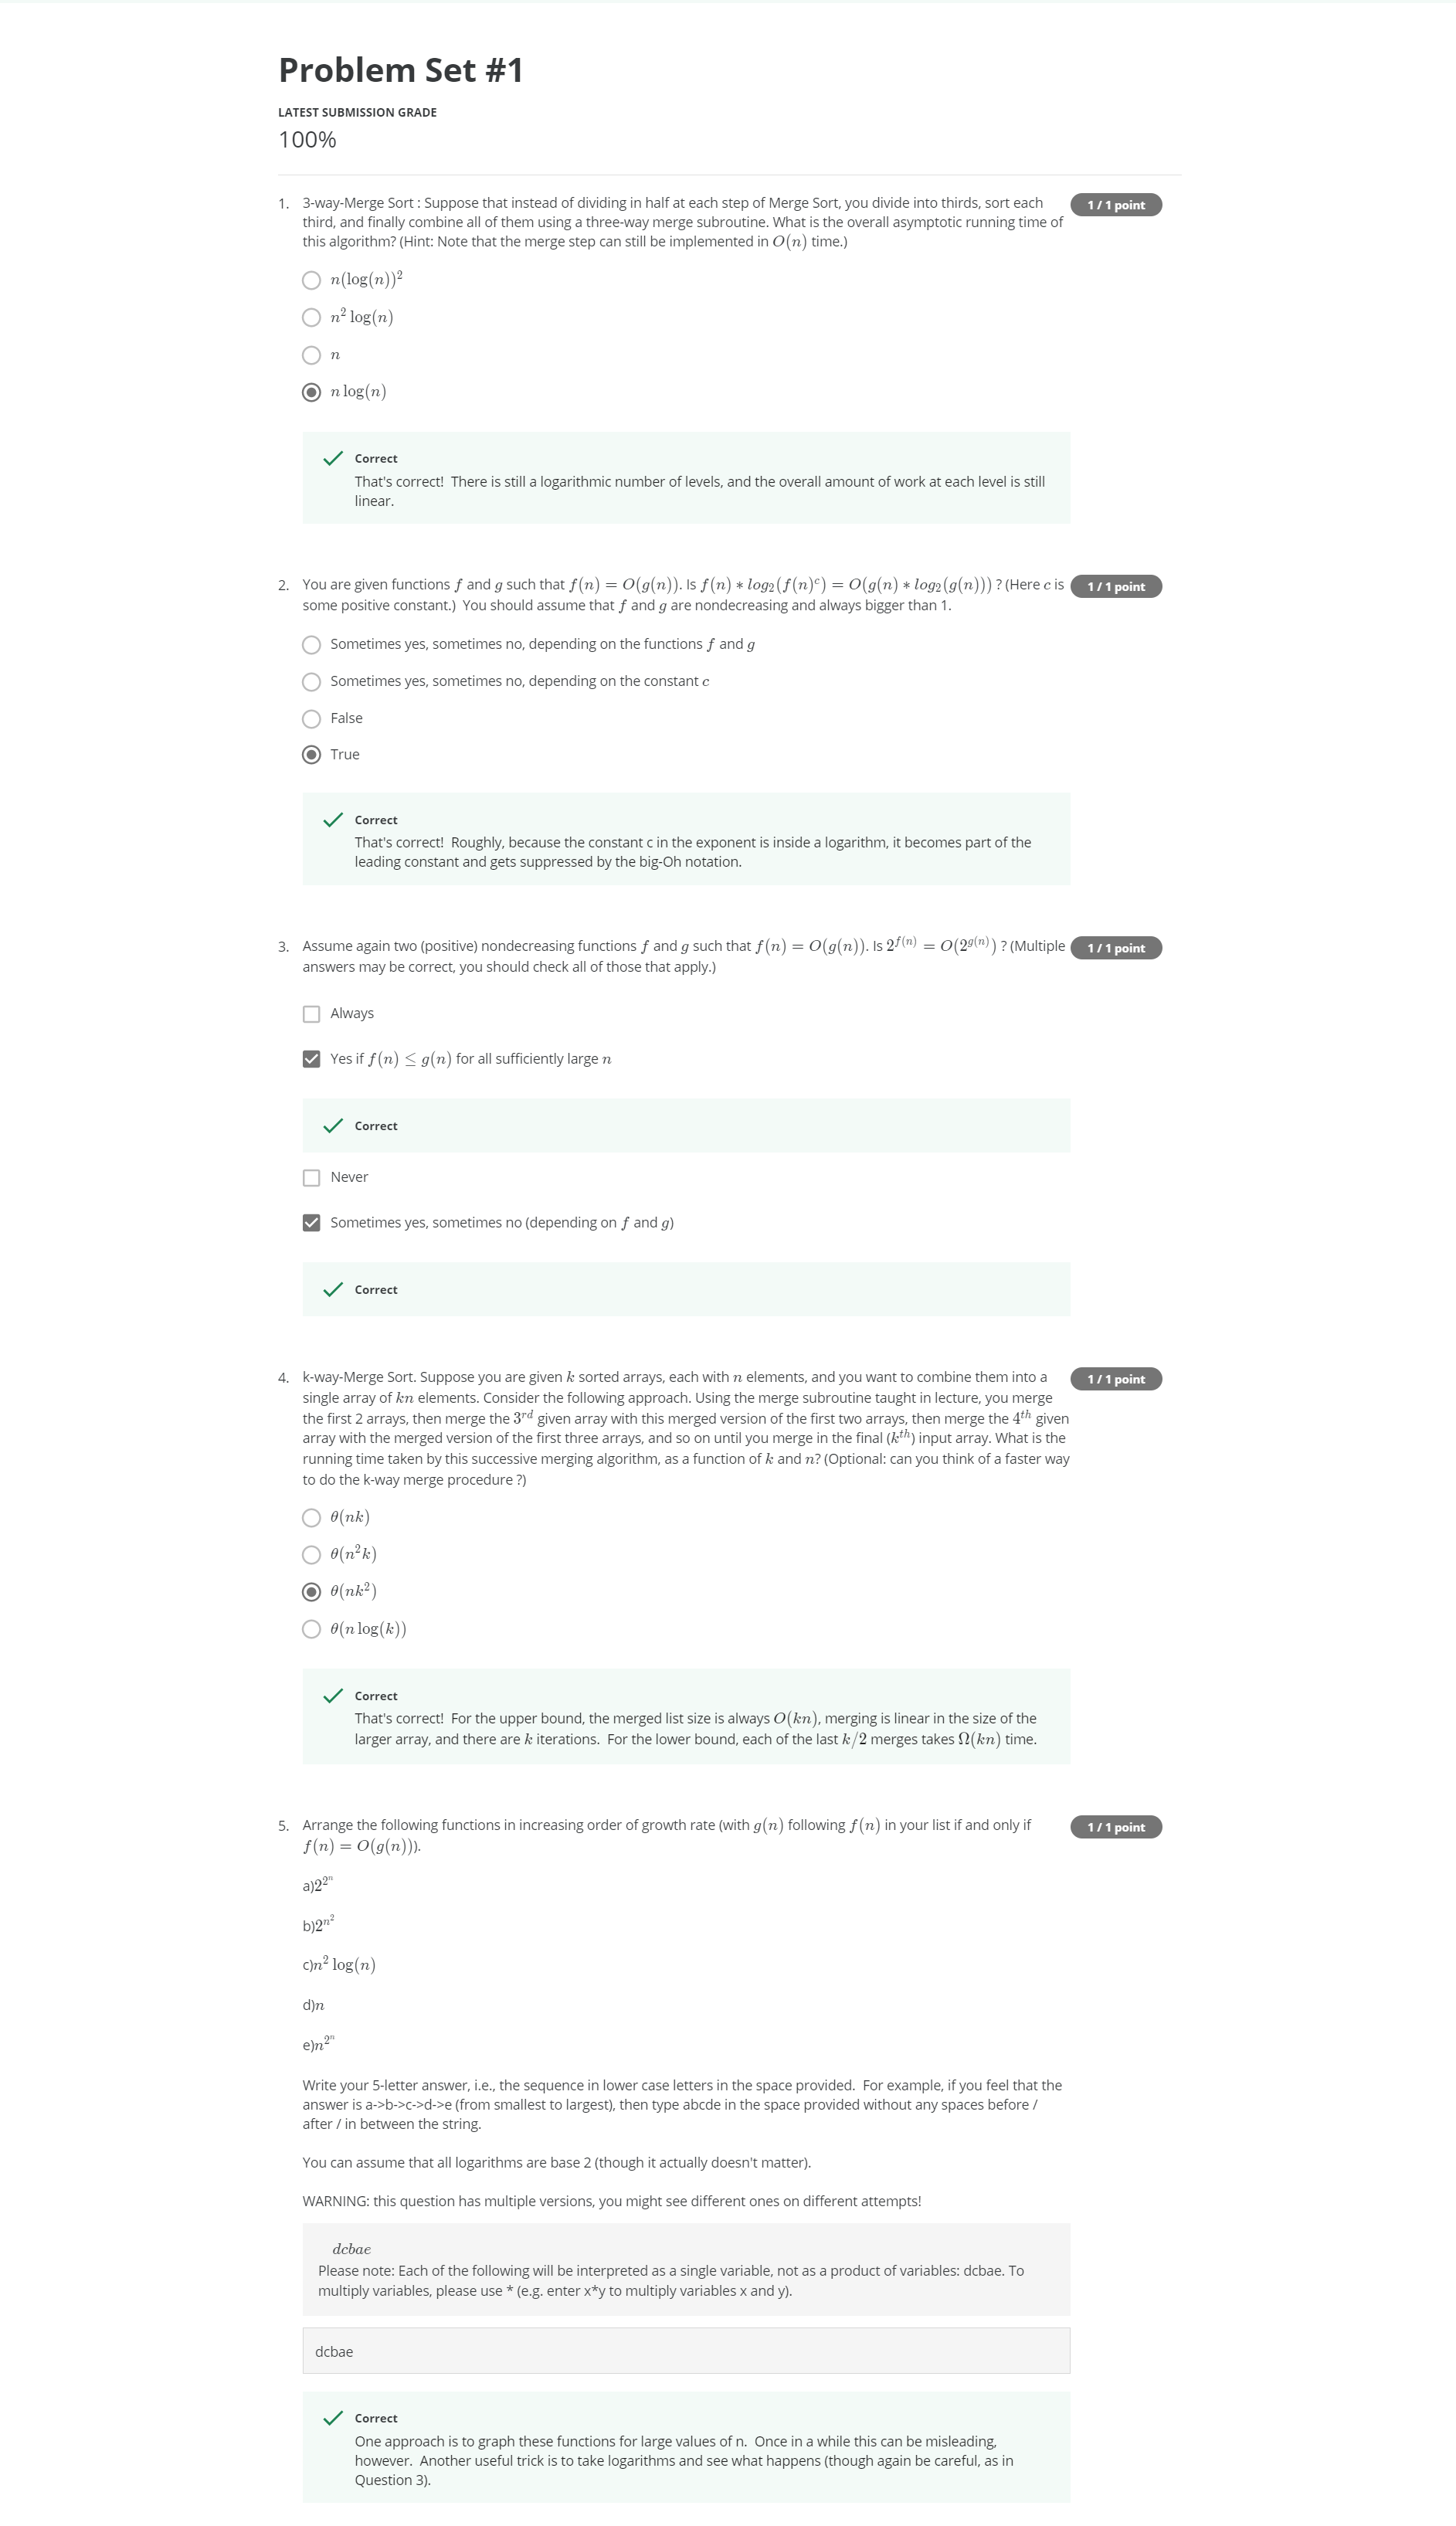 Problem Set #1
LATEST SUBMISSION GRADE
100%
1. 3-way-Merge Sort : Suppose that instead of dividing in half at each step of Merge Sort, you divide into thirds, sort each
1 / 1 point
third, and finally combine all of them using a three-way merge subroutine. What is the overall asymptotic running time of
this algorithm? (Hint: Note that the merge step can still be implemented in O(n) time.)
n(log(n))²
n² log(n)
n
n log(n)
Correct
That's correct! There is still a logarithmic number of levels, and the overall amount of work at each level is still
linear.
2. You are given functions f and g such that f(n) = O(g(n)). Is f(n) ∗ log₂(f(n)ᶜ) = O(g(n) ∗ log₂(g(n))) ? (Here c is
1 / 1 point
some positive constant.) You should assume that f and g are nondecreasing and always bigger than 1.
Sometimes yes, sometimes no, depending on the functions f and g
Sometimes yes, sometimes no, depending on the constant c
False
True
Correct
That's correct! Roughly, because the constant c in the exponent is inside a logarithm, it becomes part of the
leading constant and gets suppressed by the big-Oh notation.
3. Assume again two (positive) nondecreasing functions f and g such that f(n) = O(g(n)). Is 2^{f(n)} = O(2^{g(n)}) ? (Multiple
1 / 1 point
answers may be correct, you should check all of those that apply.)
Always
Yes if f(n) ≤ g(n) for all sufficiently large n
Correct
Never
Sometimes yes, sometimes no (depending on f and g)
Correct
4. k-way-Merge Sort. Suppose you are given k sorted arrays, each with n elements, and you want to combine them into a
1 / 1 point
single array of kn elements. Consider the following approach. Using the merge subroutine taught in lecture, you merge
the first 2 arrays, then merge the 3^{rd} given array with this merged version of the first two arrays, then merge the 4^{th} given
array with the merged version of the first three arrays, and so on until you merge in the final (k^{th}) input array. What is the
running time taken by this successive merging algorithm, as a function of k and n? (Optional: can you think of a faster way
to do the k-way merge procedure ?)
θ(nk)
θ(n²k)
θ(nk²)
θ(n log(k))
Correct
That's correct! For the upper bound, the merged list size is always O(kn), merging is linear in the size of the
larger array, and there are k iterations. For the lower bound, each of the last k/2 merges takes Ω(kn) time.
5. Arrange the following functions in increasing order of growth rate (with g(n) following f(n) in your list if and only if
1 / 1 point
f(n) = O(g(n))).
a)2^{2^n}
b)2^{n^2}
c)n² log(n)
d)n
e)n^{2^n}
Write your 5-letter answer, i.e., the sequence in lower case letters in the space provided. For example, if you feel that the
answer is a->b->c->d->e (from smallest to largest), then type abcde in the space provided without any spaces before /
after / in between the string.
You can assume that all logarithms are base 2 (though it actually doesn't matter).
WARNING: this question has multiple versions, you might see different ones on different attempts!
dcbae
Please note: Each of the following will be interpreted as a single variable, not as a product of variables: dcbae. To
multiply variables, please use * (e.g. enter x*y to multiply variables x and y).
dcbae
Correct
One approach is to graph these functions for large values of n. Once in a while this can be misleading,
however. Another useful trick is to take logarithms and see what happens (though again be careful, as in
Question 3).